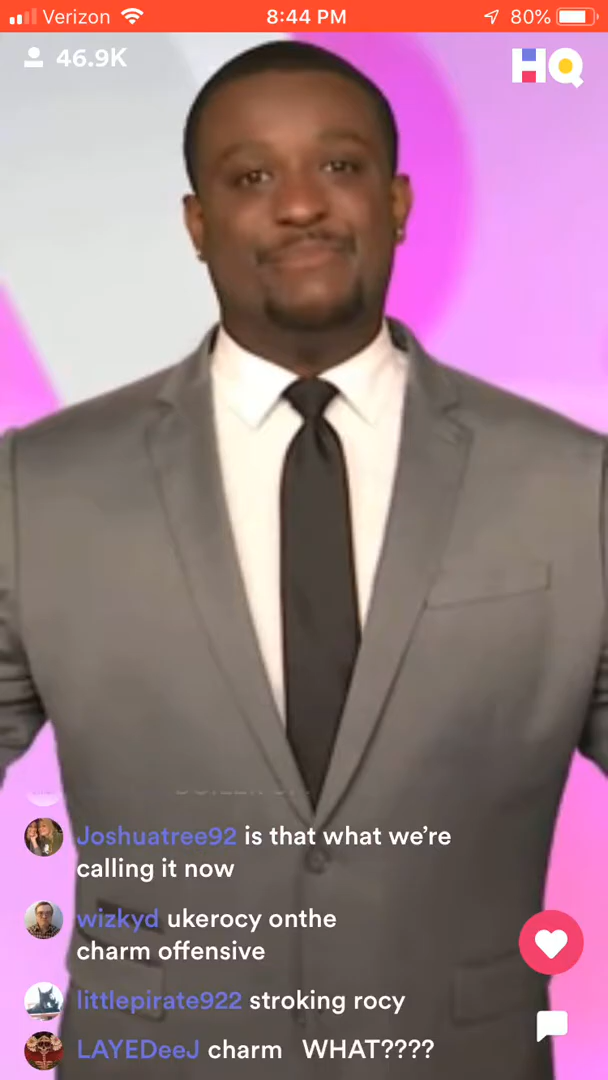 Verizon 8:44 PM 80%
46.9K HQ
Joshuatree92 is that what we're
calling it now
wizkyd ukerocy onthe
charm offensive
littlepirate922 stroking rocy
LAYEDeeJ charm WHAT????